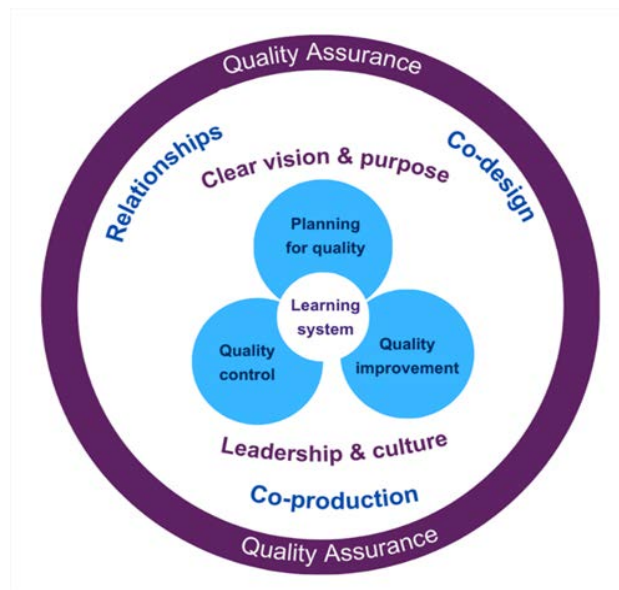 Quality Assurance
Relationships
Co-design
Clear vision & purpose
Planning
for quality
Learning
system
Quality
control
Quality
improvement
Leadership & culture
Co-production
Quality Assurance